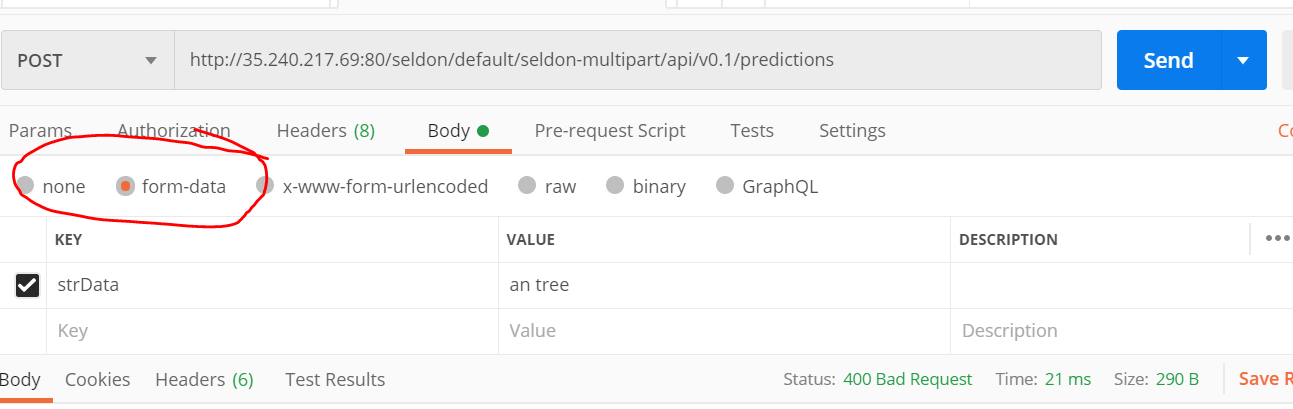 POST http://35.240.217.69:80/seldon/default/seldon-multipart/api/v0.1/predictions Send
Params Authorization Headers (8) Body Pre-request Script Tests Settings
none form-data x-www-form-urlencoded raw binary GraphQL
KEY VALUE DESCRIPTION
strData an tree
Key Value Description
Body Cookies Headers (6) Test Results Status: 400 Bad Request Time: 21 ms Size: 290 B Save